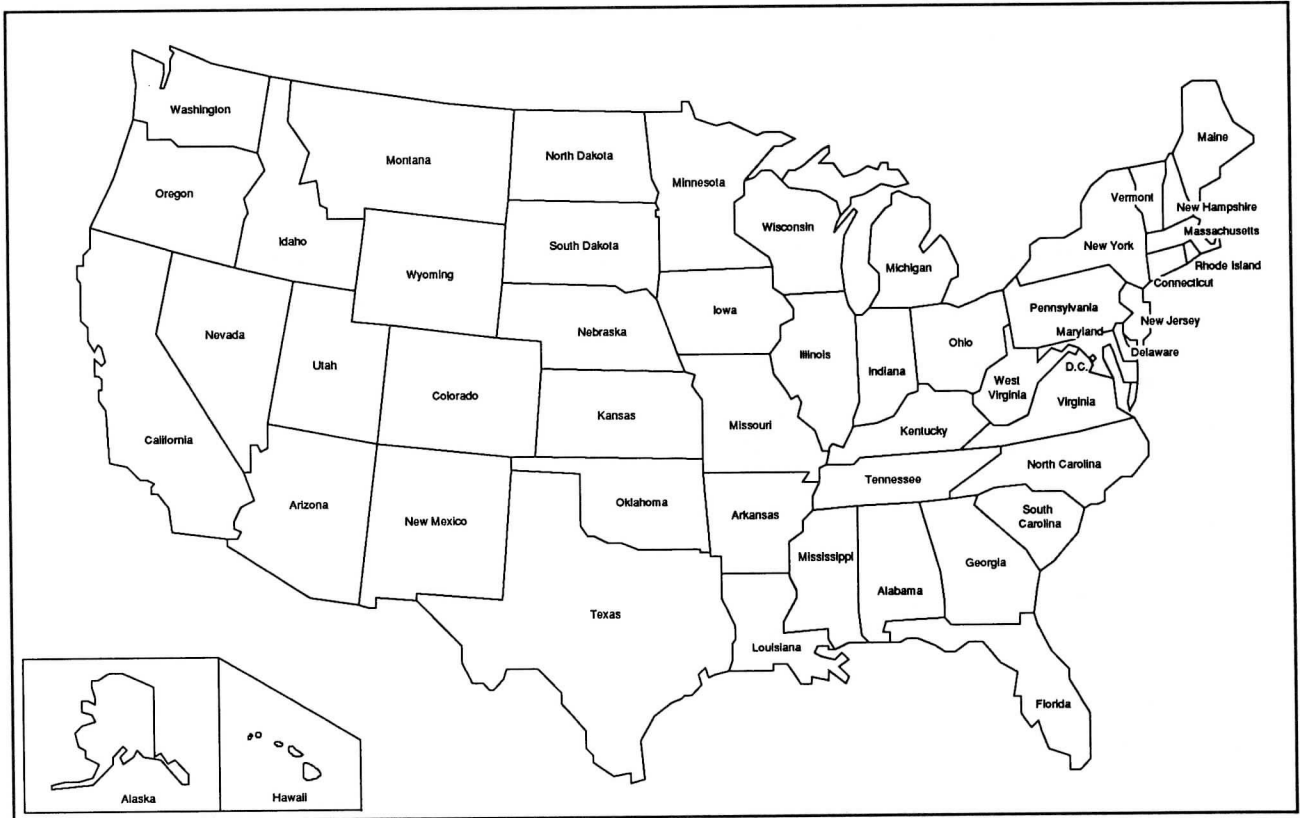 Washington
Maine
Montana
North Dakota
Minnesota
Oregon
Vermont
New Hampshire
Wisconsin
Massachusetts
Idaho
South Dakota
New York
Michigan
Rhode Island
Wyoming
Connecticut
Iowa
Pennsylvania
Nevada
Nebraska
New Jersey
Maryland
Ohio
Delaware
Illinois
Utah
Indiana
D.C.
Colorado
West
Virginia
Virginia
Kansas
Missouri
Kentucky
California
North Carolina
Tennessee
Arizona
Oklahoma
New Mexico
Arkansas
South
Carolina
Mississippi
Georgia
Alabama
Texas
Louisiana
Florida
Alaska
Hawaii